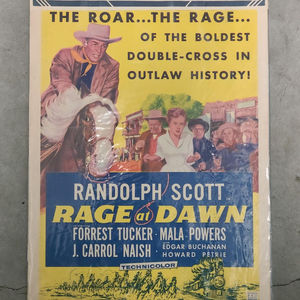 THE ROAR...THE RAGE...
OF THE BOLDEST
DOUBLE-CROSS IN
OUTLAW HISTORY!
RANDOLPH SCOTT
RAGE at DAWN
FORREST TUCKER · MALA POWERS
J. CARROL NAISH · EDGAR BUCHANAN
HOWARD PETRIE
TECHNICOLOR